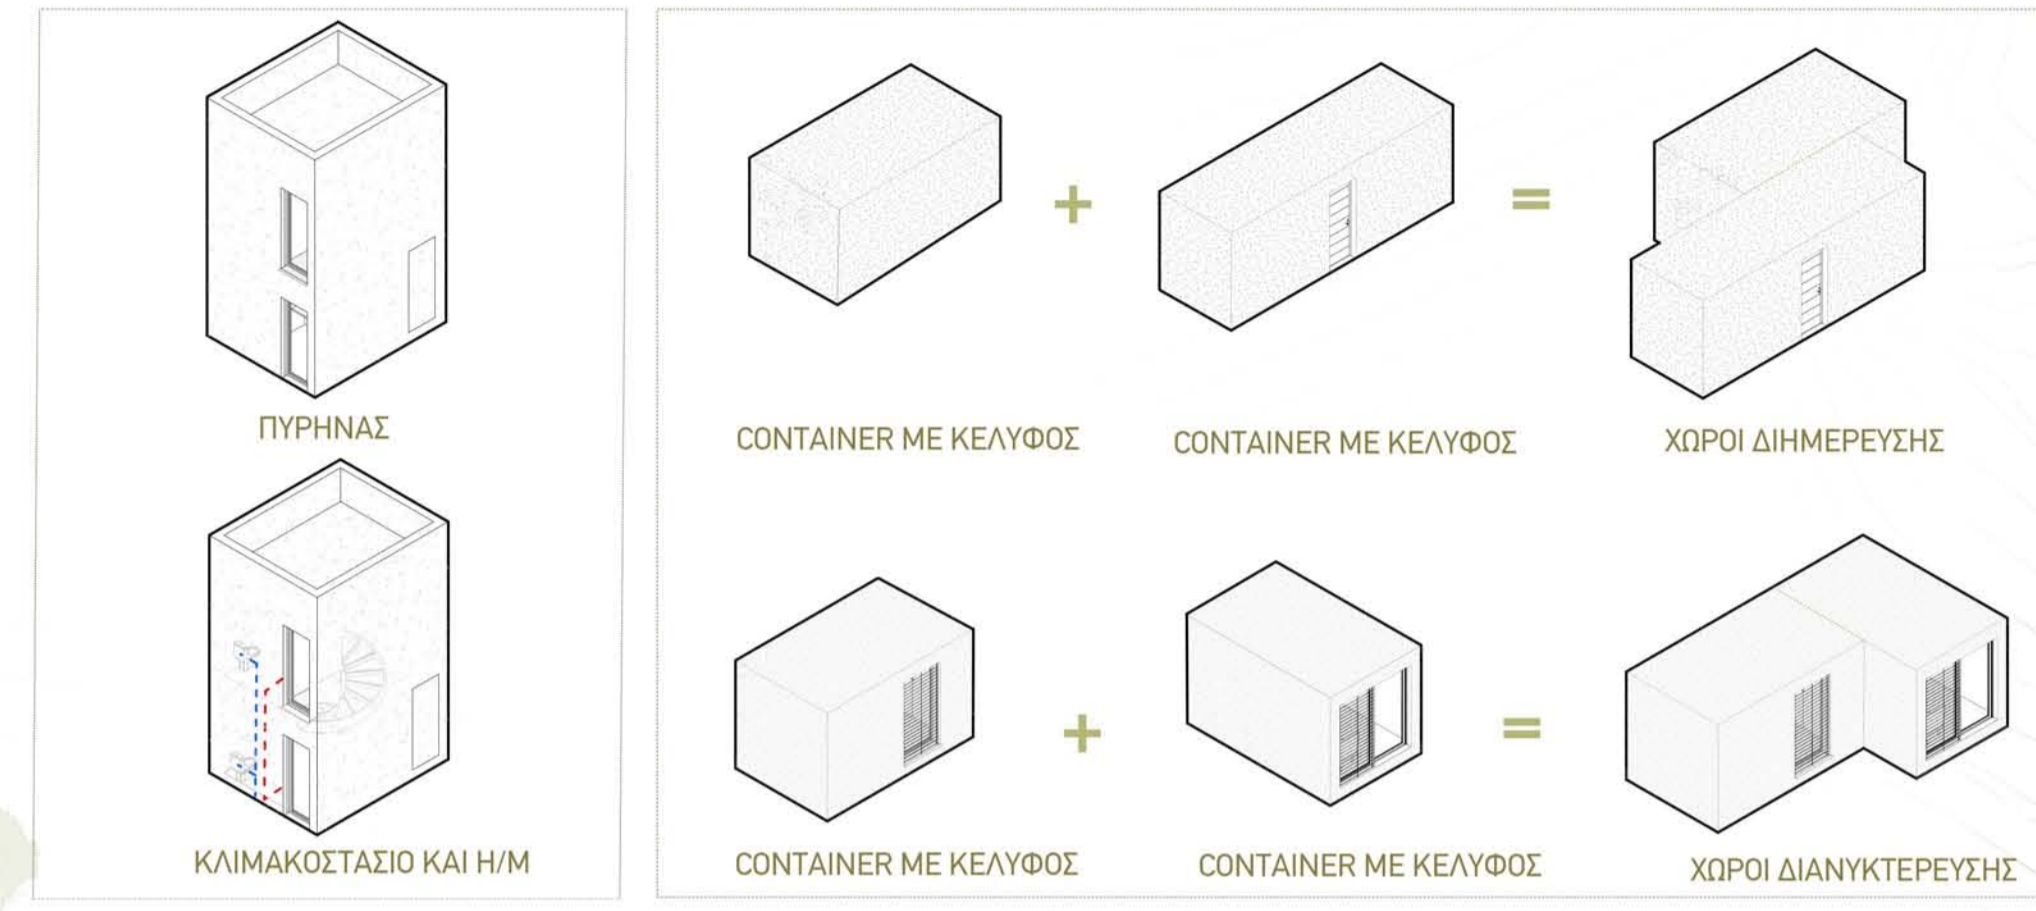 ΠΥΡΗΝΑΣ
ΚΛΙΜΑΚΟΣΤΑΣΙΟ ΚΑΙ Η/Μ
+
=
CONTAINER ΜΕ ΚΕΛΥΦΟΣ
CONTAINER ΜΕ ΚΕΛΥΦΟΣ
ΧΩΡΟΙ ΔΙΗΜΕΡΕΥΣΗΣ
+
=
CONTAINER ΜΕ ΚΕΛΥΦΟΣ
CONTAINER ΜΕ ΚΕΛΥΦΟΣ
ΧΩΡΟΙ ΔΙΑΝΥΚΤΕΡΕΥΣΗΣ